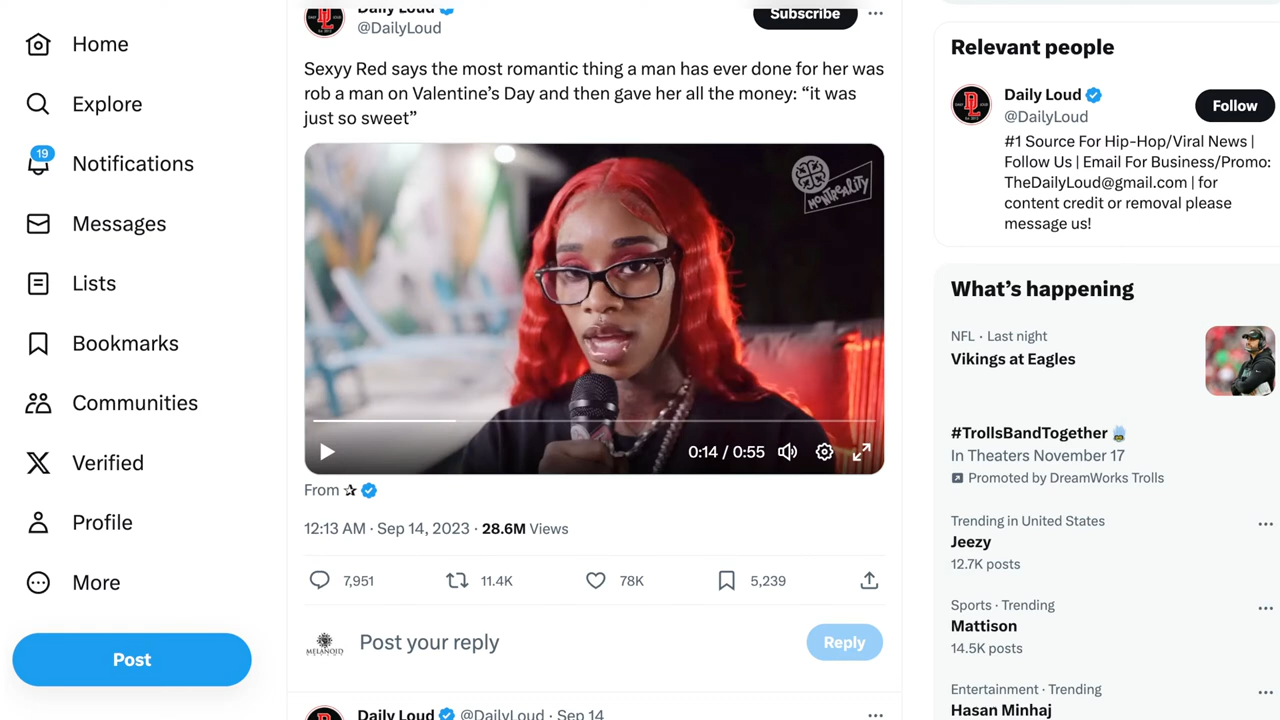 Home
Explore
19
Notifications
Messages
Lists
Bookmarks
Communities
Verified
Profile
More
Post
Daily Loud
@DailyLoud
Subscribe
Sexyy Red says the most romantic thing a man has ever done for her was
rob a man on Valentine’s Day and then gave her all the money: “it was
just so sweet”
MONTREALITY
0:14 / 0:55
From ✰
12:13 AM · Sep 14, 2023 · 28.6M Views
7,951 11.4K 78K 5,239
MELANOID
Post your reply
Reply
Daily Loud @DailyLoud · Sep 14
Relevant people
DL
Daily Loud
@DailyLoud
Follow
#1 Source For Hip-Hop/Viral News |
Follow Us | Email For Business/Promo:
TheDailyLoud@gmail.com | for
content credit or removal please
message us!
What’s happening
NFL · Last night
Vikings at Eagles
#TrollsBandTogether
In Theaters November 17
Promoted by DreamWorks Trolls
Trending in United States
Jeezy
12.7K posts
Sports · Trending
Mattison
14.5K posts
Entertainment · Trending
Hasan Minhaj